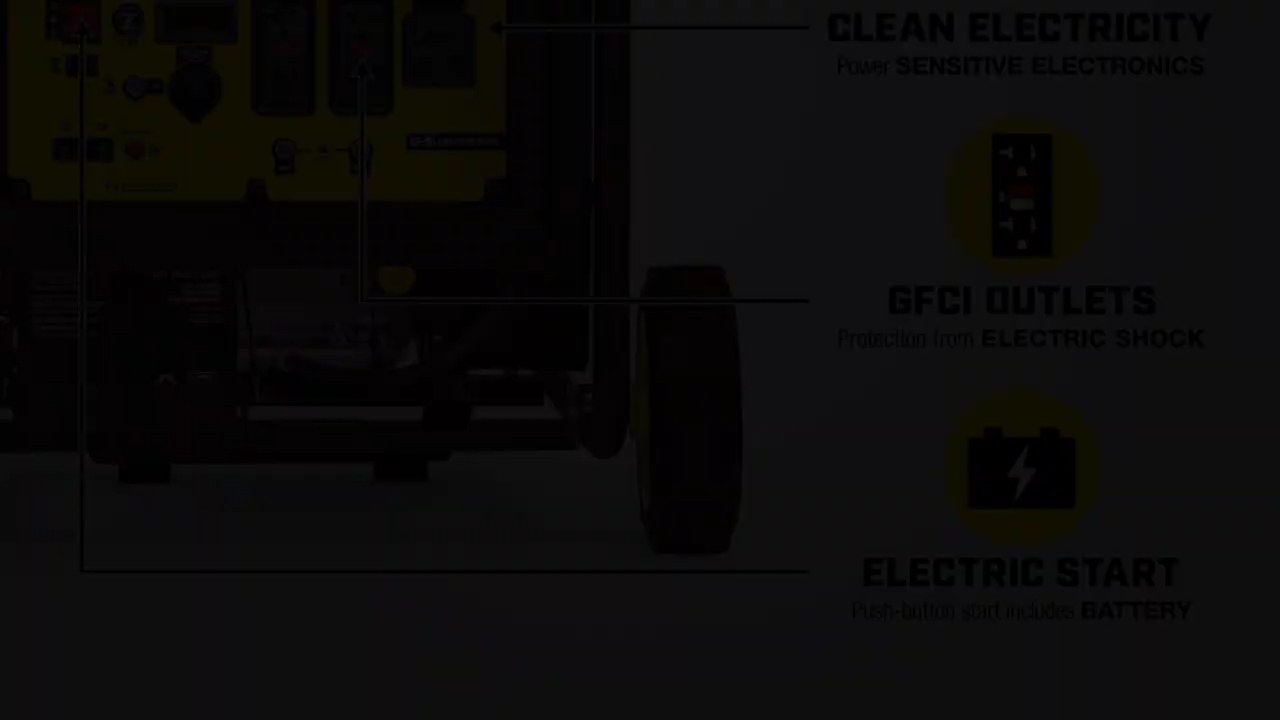 CLEAN ELECTRICITY
Power SENSITIVE ELECTRONICS
GFCI OUTLETS
Protection from ELECTRIC SHOCK
ELECTRIC START
Push-button start includes BATTERY